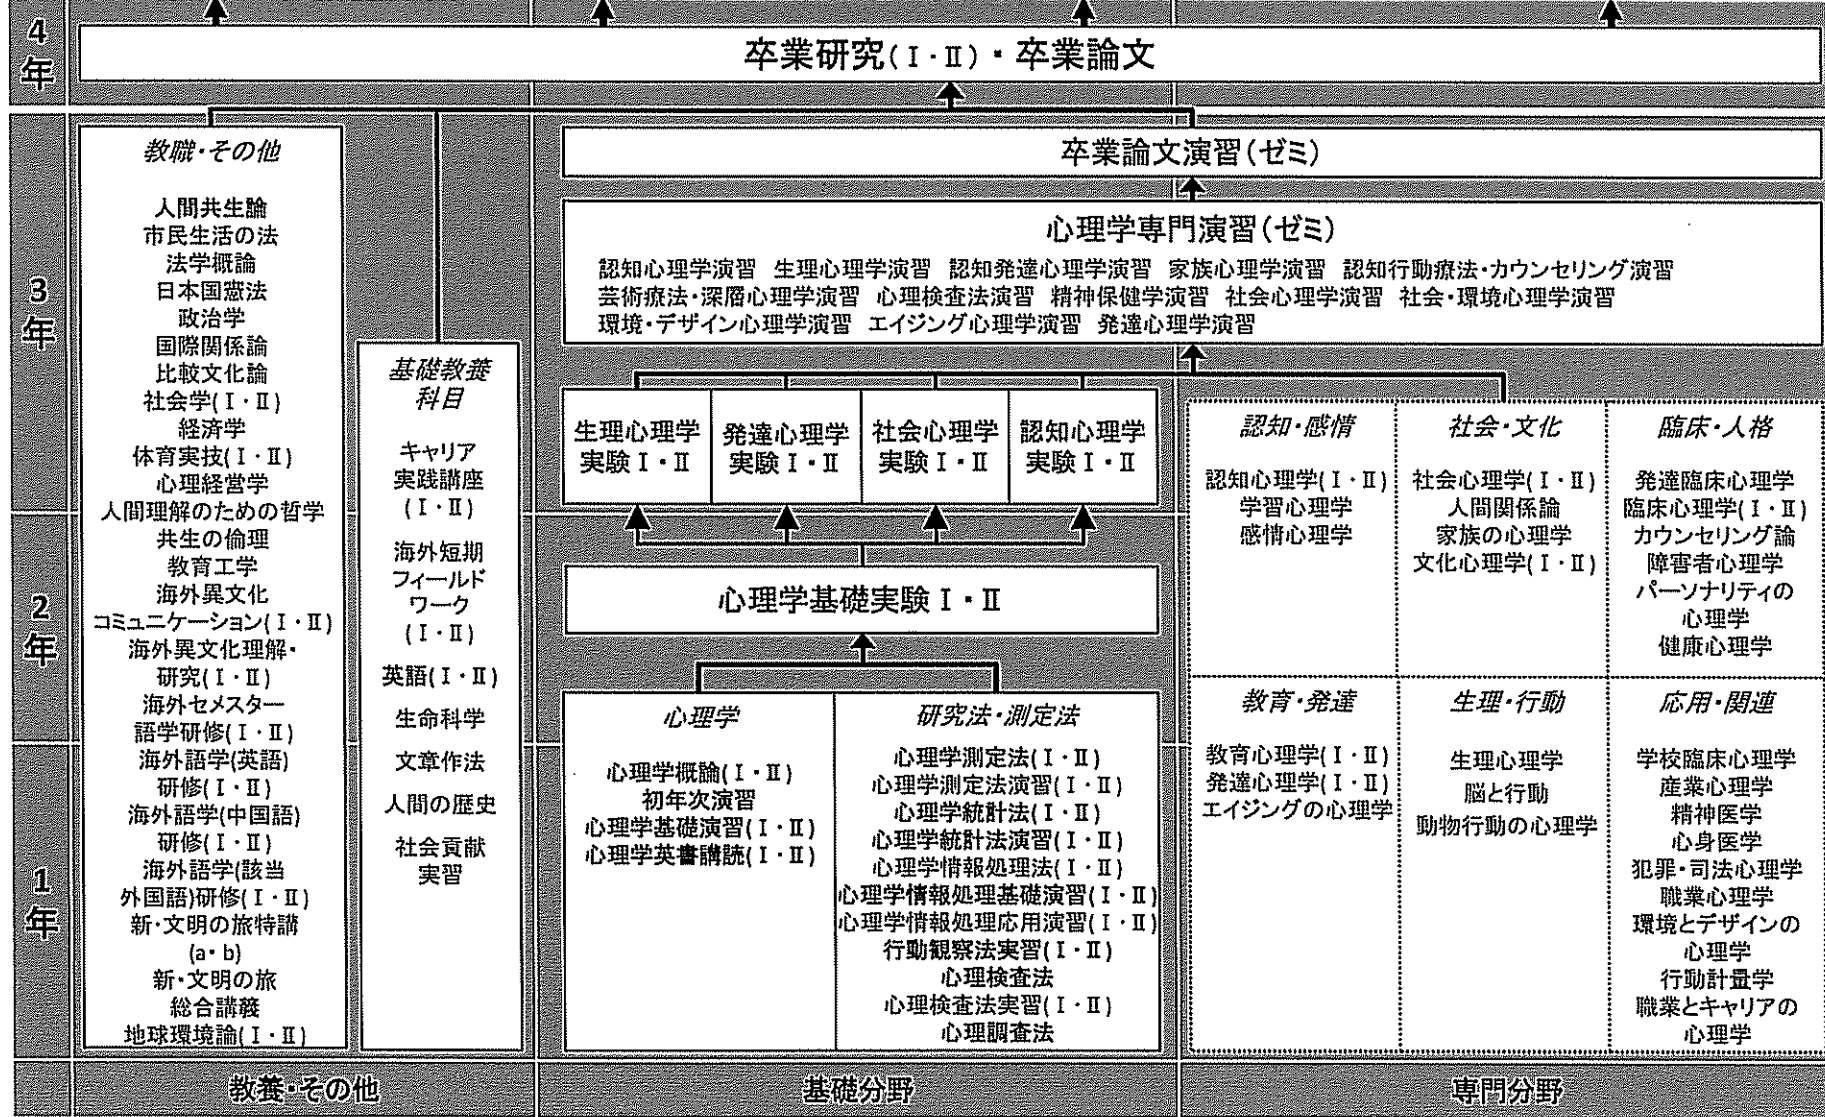 4
年
卒業研究(Ⅰ・Ⅱ)・卒業論文
3
年
教職・その他
人間共生論
市民生活の法
法学概論
日本国憲法
政治学
国際関係論
比較文化論
社会学(Ⅰ・Ⅱ)
経済学
体育実技(Ⅰ・Ⅱ)
心理経営学
人間理解のための哲学
共生の倫理
教育工学
海外異文化
コミュニケーション(Ⅰ・Ⅱ)
海外異文化理解・
研究(Ⅰ・Ⅱ)
海外セメスター
語学研修(Ⅰ・Ⅱ)
海外語学(英語)
研修(Ⅰ・Ⅱ)
海外語学(中国語)
研修(Ⅰ・Ⅱ)
海外語学(該当
外国語)研修(Ⅰ・Ⅱ)
新・文明の旅特講
(a・b)
新・文明の旅
総合講義
地球環境論(Ⅰ・Ⅱ)
基礎教養
科目
キャリア
実践講座
(Ⅰ・Ⅱ)
海外短期
フィールド
ワーク
(Ⅰ・Ⅱ)
英語(Ⅰ・Ⅱ)
生命科学
文章作法
人間の歴史
社会貢献
実習
卒業論文演習(ゼミ)
心理学専門演習(ゼミ)
認知心理学演習 生理心理学演習 認知発達心理学演習 家族心理学演習 認知行動療法・カウンセリング演習
芸術療法・深層心理学演習 心理検査法演習 精神保健学演習 社会心理学演習 社会・環境心理学演習
環境・デザイン心理学演習 エイジング心理学演習 発達心理学演習
生理心理学
実験Ⅰ・Ⅱ
発達心理学
実験Ⅰ・Ⅱ
社会心理学
実験Ⅰ・Ⅱ
認知心理学
実験Ⅰ・Ⅱ
2
年
心理学基礎実験Ⅰ・Ⅱ
心理学
心理学概論(Ⅰ・Ⅱ)
初年次演習
心理学基礎演習(Ⅰ・Ⅱ)
心理学英書講読(Ⅰ・Ⅱ)
研究法・測定法
心理学測定法(Ⅰ・Ⅱ)
心理学測定法演習(Ⅰ・Ⅱ)
心理学統計法(Ⅰ・Ⅱ)
心理学統計法演習(Ⅰ・Ⅱ)
心理学情報処理法(Ⅰ・Ⅱ)
心理学情報処理基礎演習(Ⅰ・Ⅱ)
心理学情報処理応用演習(Ⅰ・Ⅱ)
行動観察法実習(Ⅰ・Ⅱ)
心理検査法
心理検査法実習(Ⅰ・Ⅱ)
心理調査法
認知・感情
認知心理学(Ⅰ・Ⅱ)
学習心理学
感情心理学
社会・文化
社会心理学(Ⅰ・Ⅱ)
人間関係論
家族の心理学
文化心理学(Ⅰ・Ⅱ)
臨床・人格
発達臨床心理学
臨床心理学(Ⅰ・Ⅱ)
カウンセリング論
障害者心理学
パーソナリティの
心理学
健康心理学
教育・発達
教育心理学(Ⅰ・Ⅱ)
発達心理学(Ⅰ・Ⅱ)
エイジングの心理学
生理・行動
生理心理学
脳と行動
動物行動の心理学
応用・関連
学校臨床心理学
産業心理学
精神医学
心身医学
犯罪・司法心理学
職業心理学
環境とデザインの
心理学
行動計量学
職業とキャリアの
心理学
1
年
教養・その他
基礎分野
専門分野